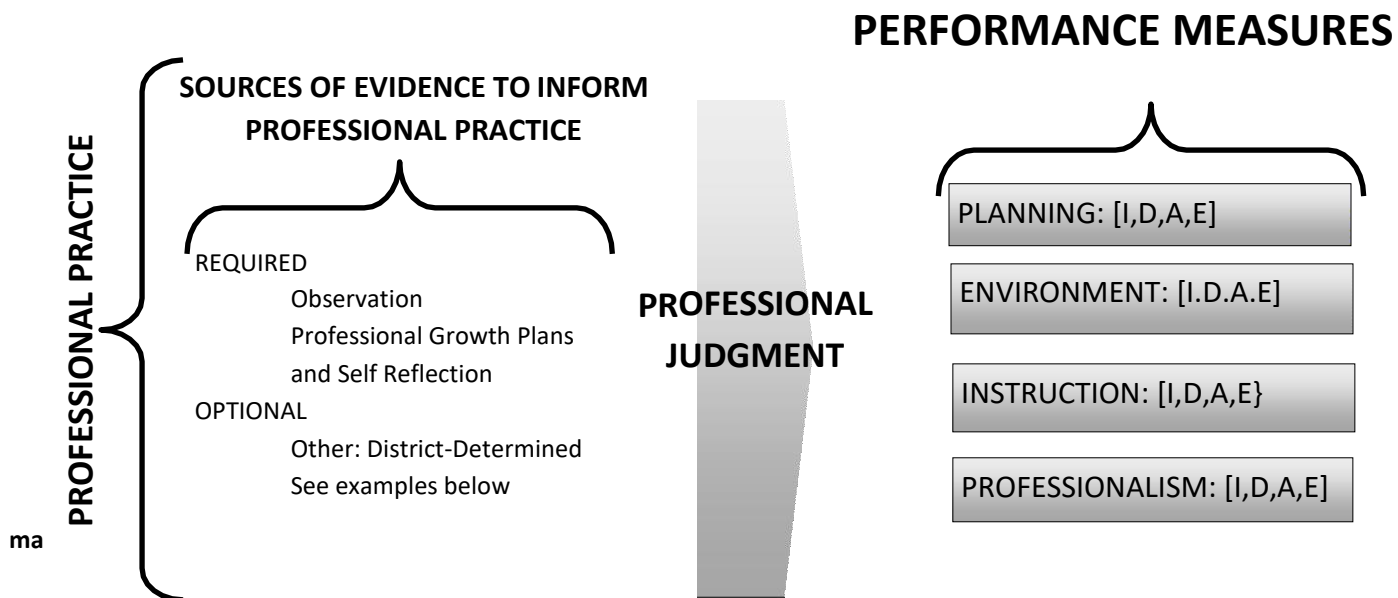 PERFORMANCE MEASURES
SOURCES OF EVIDENCE TO INFORM
PROFESSIONAL PRACTICE
PROFESSIONAL PRACTICE
REQUIRED
Observation
Professional Growth Plans
and Self Reflection
OPTIONAL
Other: District-Determined
See examples below
ma
PROFESSIONAL
JUDGMENT
PLANNING: [I,D,A,E]
ENVIRONMENT: [I.D.A.E]
INSTRUCTION: [I,D,A,E}
PROFESSIONALISM: [I,D,A,E]